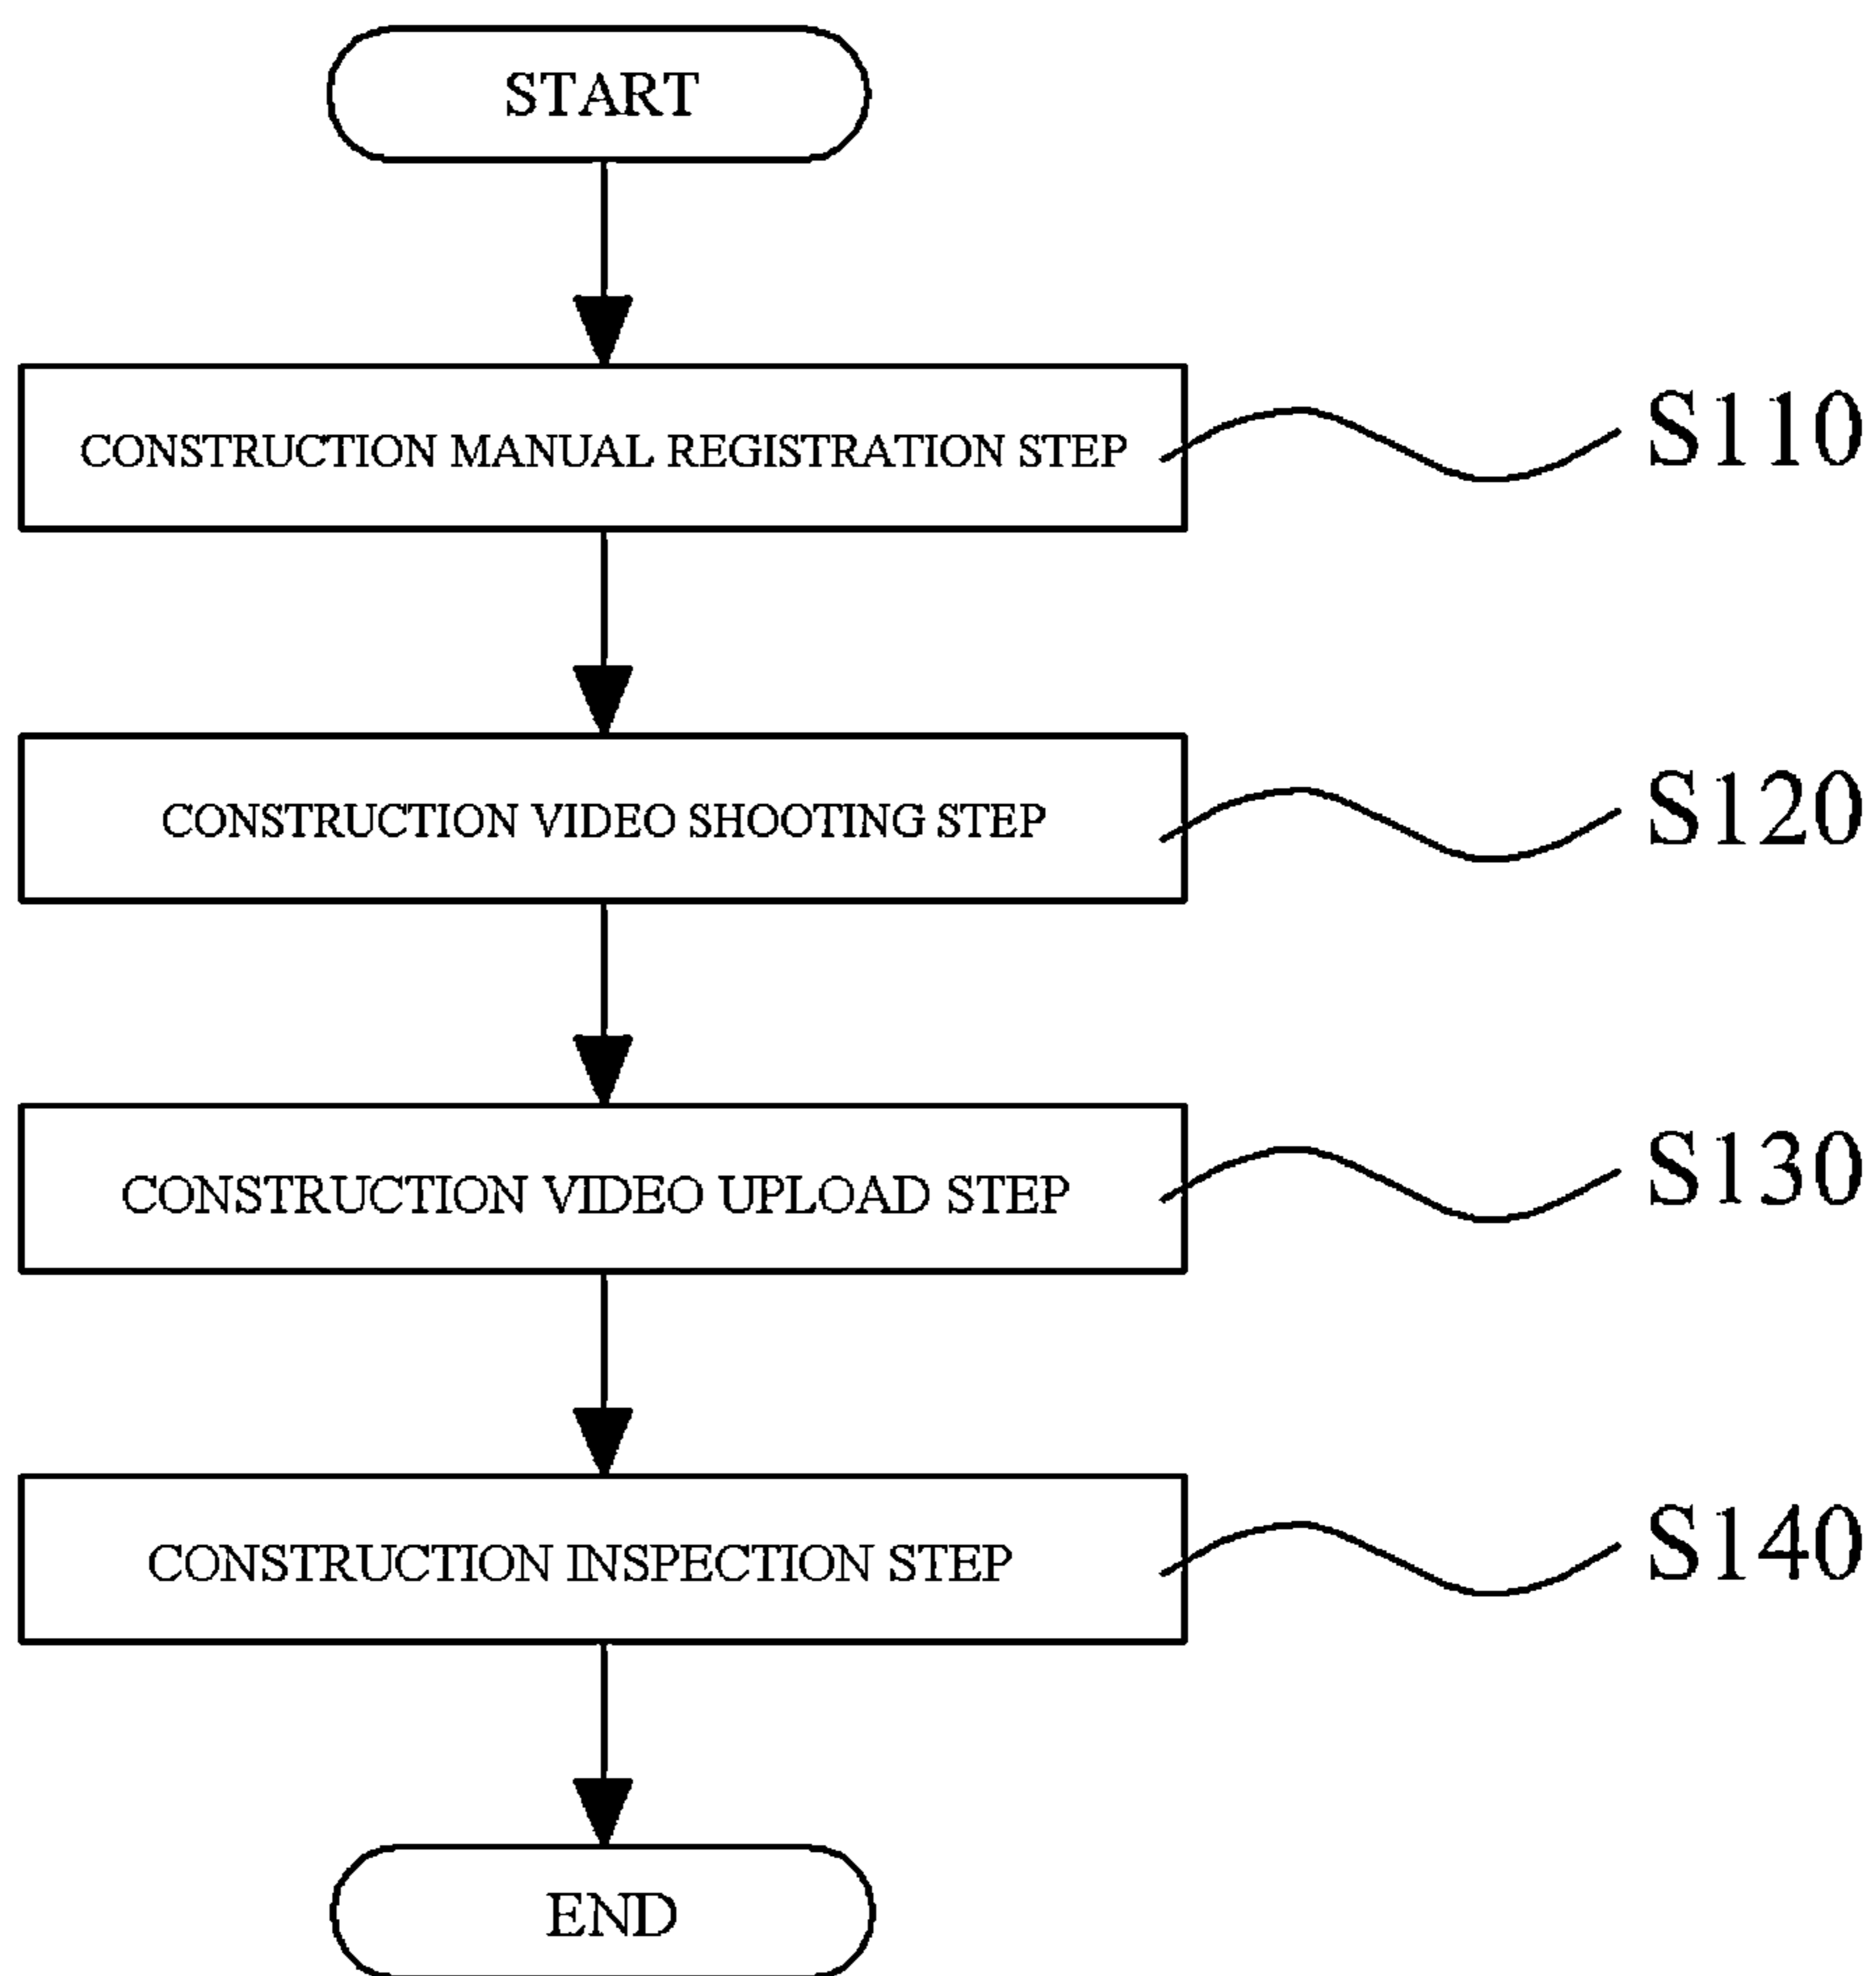 START
CONSTRUCTION MANUAL REGISTRATION STEP
S110
CONSTRUCTION VIDEO SHOOTING STEP
S120
CONSTRUCTION VIDEO UPLOAD STEP
S130
CONSTRUCTION INSPECTION STEP
S140
END